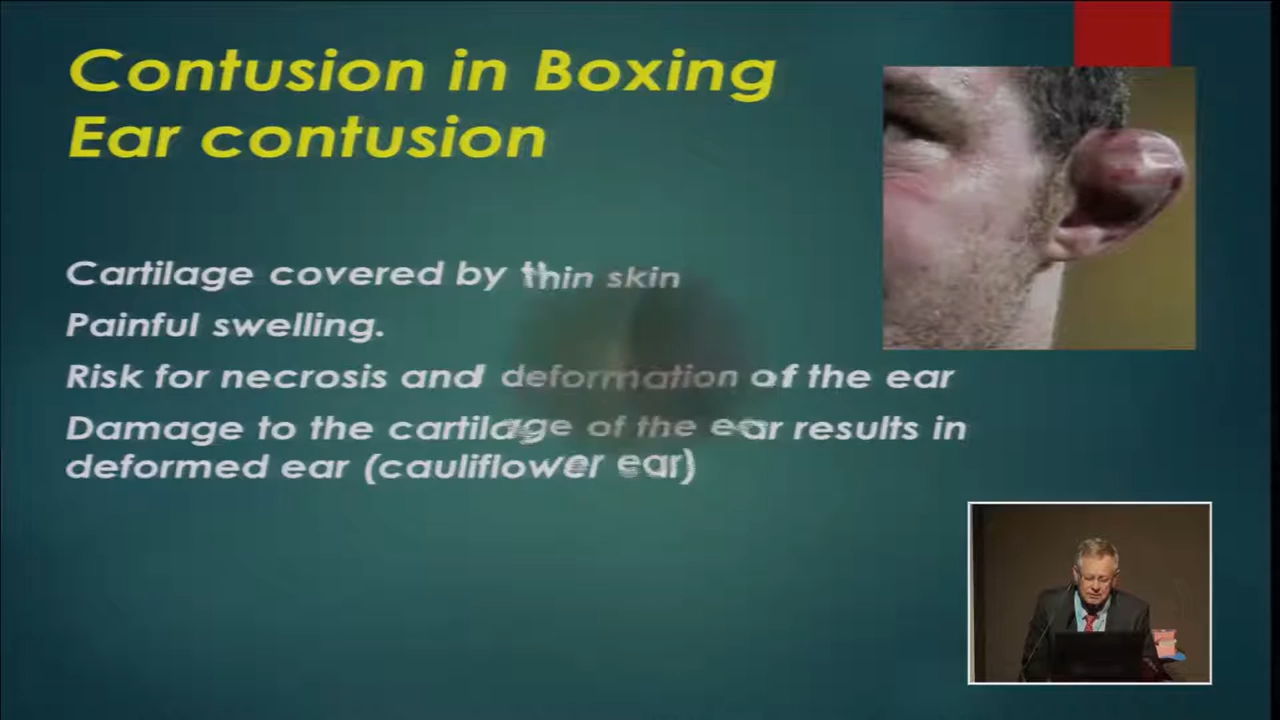 Contusion in Boxing
Ear contusion
Cartilage covered by thin skin
Painful swelling.
Risk for necrosis and deformation of the ear
Damage to the cartilage of the ear results in
deformed ear (cauliflower ear)